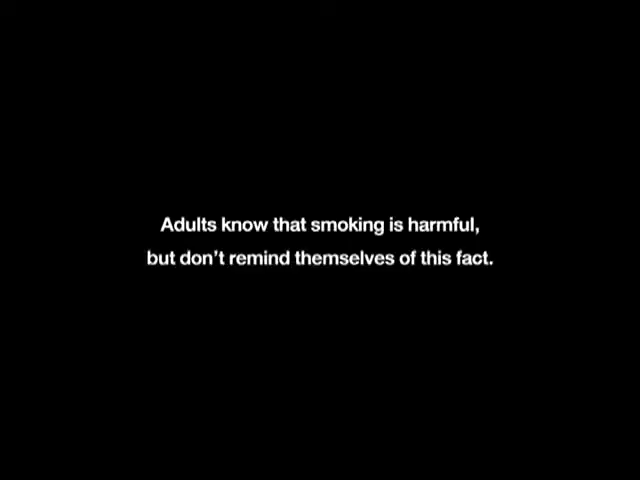 Adults know that smoking is harmful,
but don’t remind themselves of this fact.